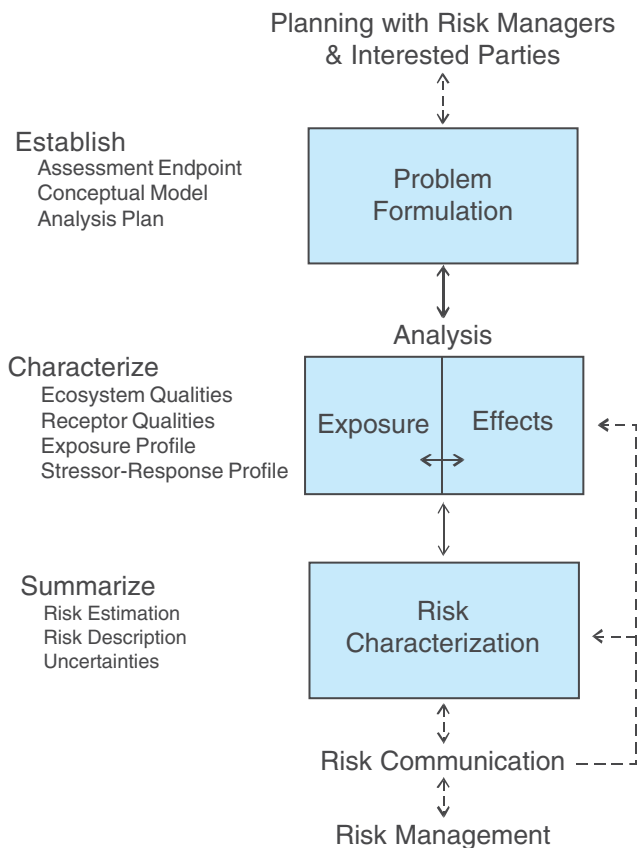 Planning with Risk Managers
& Interested Parties
Establish
Assessment Endpoint
Conceptual Model
Analysis Plan
Problem
Formulation
Analysis
Characterize
Ecosystem Qualities
Receptor Qualities
Exposure Profile
Stressor-Response Profile
Exposure
Effects
Summarize
Risk Estimation
Risk Description
Uncertainties
Risk
Characterization
Risk Communication
Risk Management